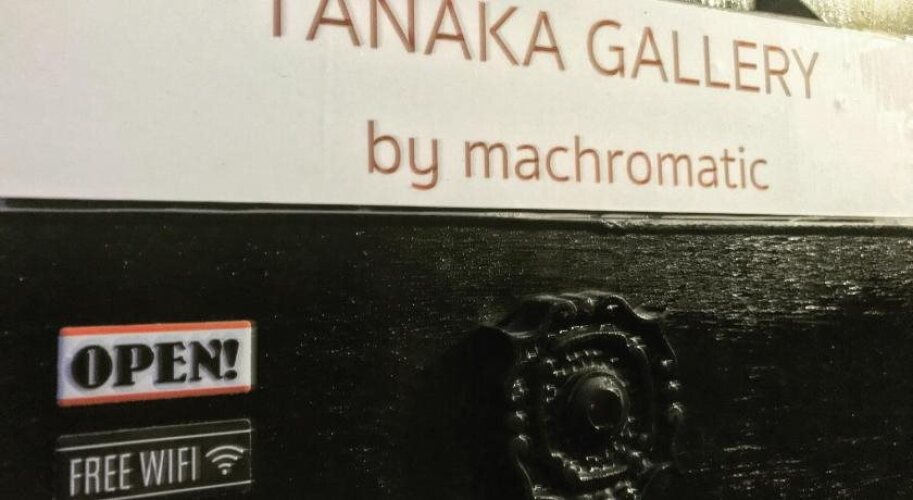 TANAKA GALLERY
by machromatic
OPEN!
FREE WIFI